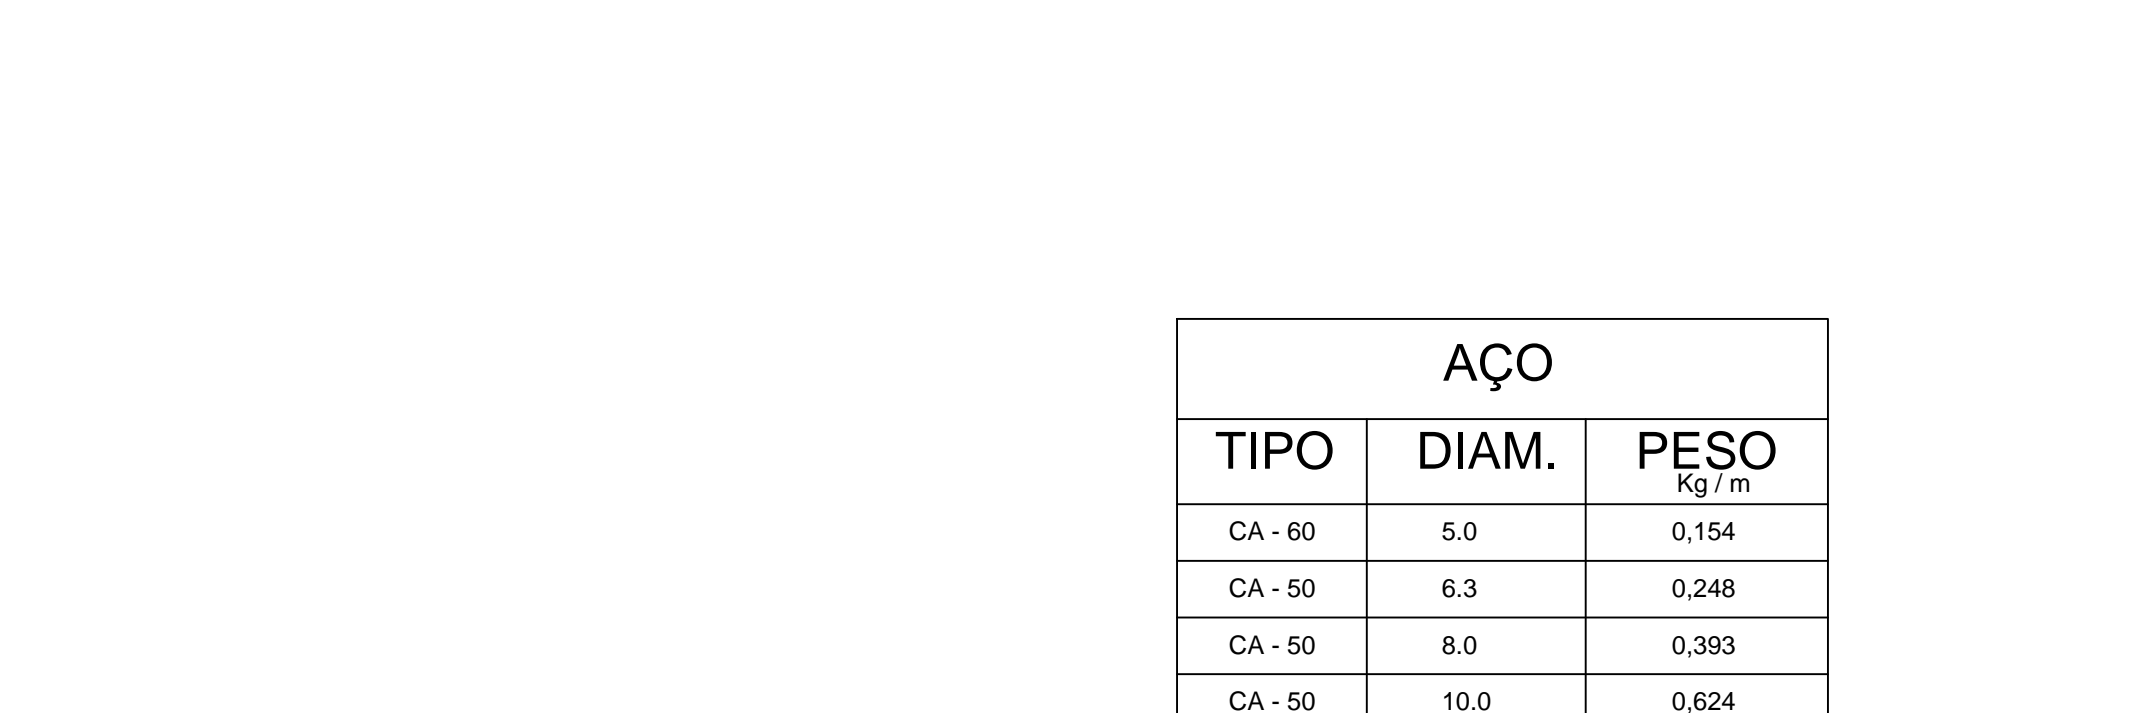 AÇO
TIPO DIAM. PESO
Kg / m
CA - 60 5.0 0,154
CA - 50 6.3 0,248
CA - 50 8.0 0,393
CA - 50 10.0 0,624